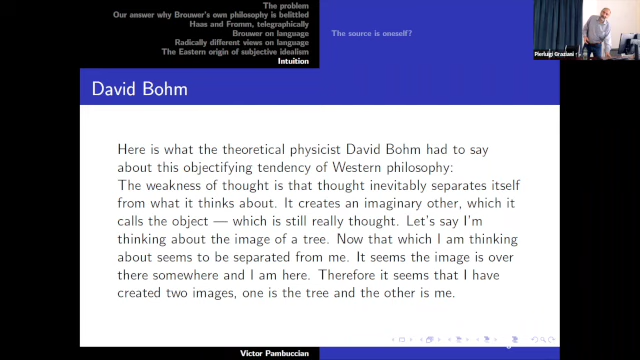 The problem
Our answer why Brouwer's own philosophy is belittled
Haas and Fromm, telegraphically
Brouwer on language
Radically different views on language
The Eastern origin of subjective idealism
Intuition
The source is oneself?
Pierluigi Graziani
David Bohm
Here is what the theoretical physicist David Bohm had to say
about this objectifying tendency of Western philosophy:
The weakness of thought is that thought inevitably separates itself
from what it thinks about. It creates an imaginary other, which it
calls the object — which is still really thought. Let's say I'm
thinking about the image of a tree. Now that which I am thinking
about seems to be separated from me. It seems the image is over
there somewhere and I am here. Therefore it seems that I have
created two images, one is the tree and the other is me.
Victor Pambuccian